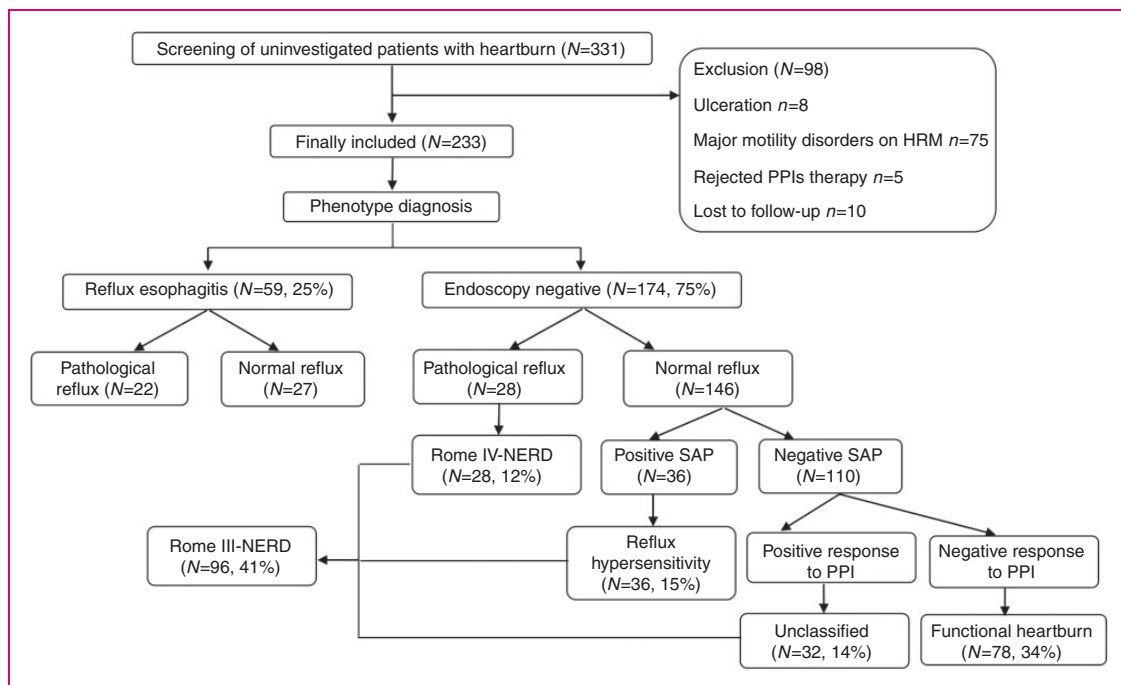 Screening of uninvestigated patients with heartburn (N=331)
Exclusion (N=98)
Ulceration n=8
Major motility disorders on HRM n=75
Rejected PPIs therapy n=5
Lost to follow-up n=10
Finally included (N=233)
Phenotype diagnosis
Reflux esophagitis (N=59, 25%)
Endoscopy negative (N=174, 75%)
Pathological
reflux (N=22)
Normal reflux
(N=27)
Pathological reflux
(N=28)
Normal reflux
(N=146)
Rome IV-NERD
(N=28, 12%)
Positive SAP
(N=36)
Negative SAP
(N=110)
Rome III-NERD
(N=96, 41%)
Reflux
hypersensitivity
(N=36, 15%)
Positive response
to PPI
Negative response
to PPI
Unclassified
(N=32, 14%)
Functional heartburn
(N=78, 34%)